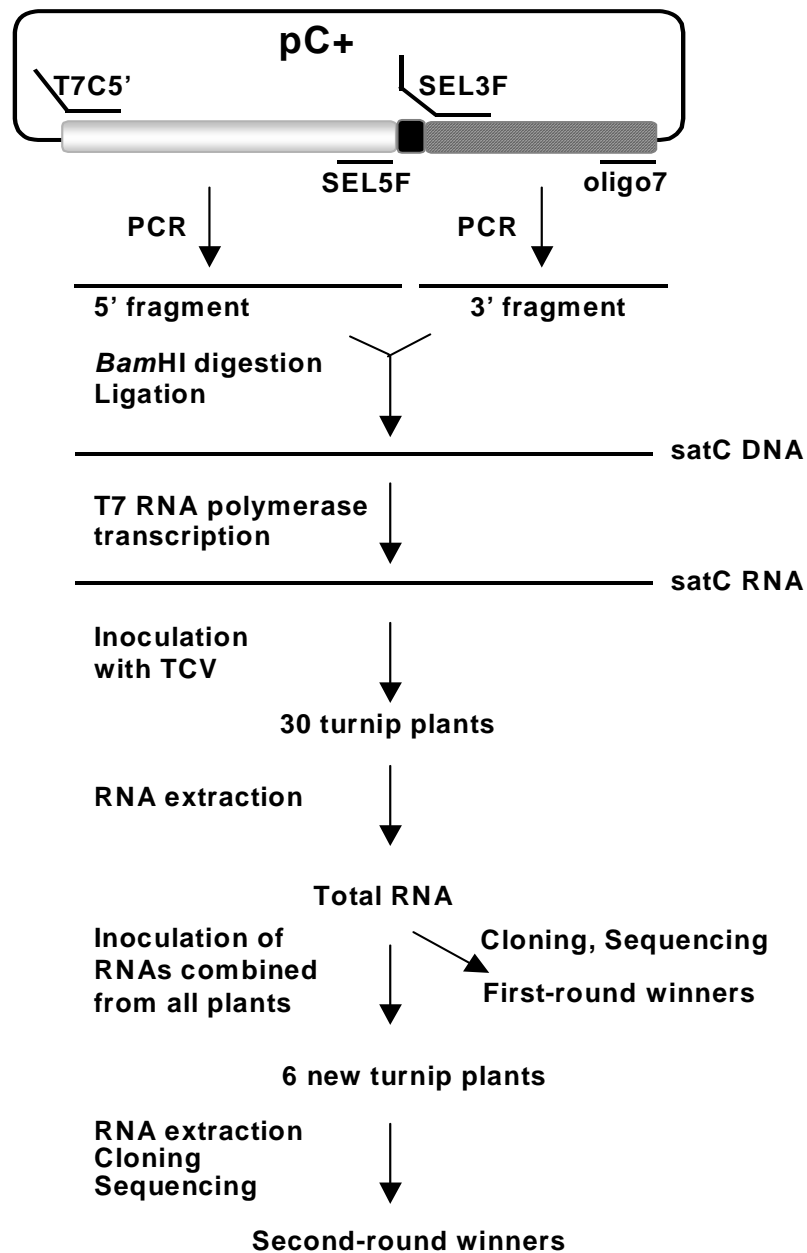 pC+
T7C5’
SEL3F
SEL5F
oligo7
PCR
PCR
5’ fragment
3’ fragment
BamHI digestion
Ligation
satC DNA
T7 RNA polymerase
transcription
satC RNA
Inoculation
with TCV
30 turnip plants
RNA extraction
Total RNA
Inoculation of
RNAs combined
from all plants
Cloning, Sequencing
First-round winners
6 new turnip plants
RNA extraction
Cloning
Sequencing
Second-round winners